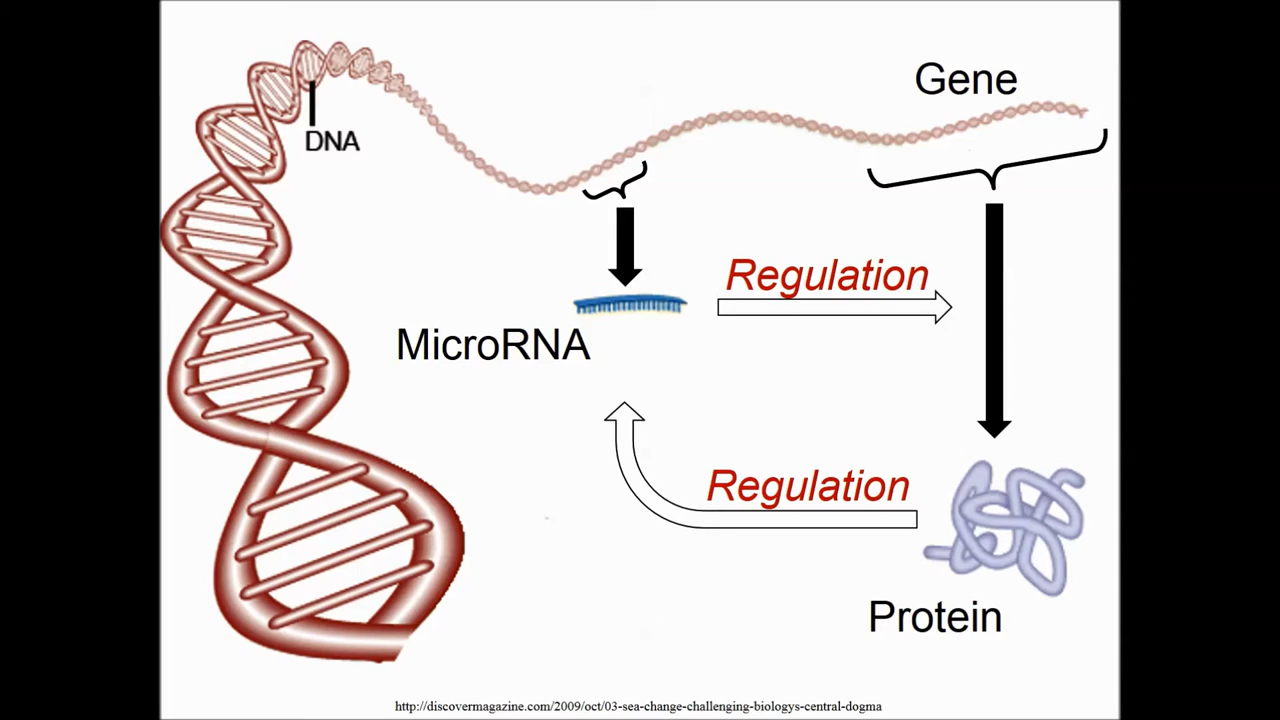 Gene
DNA
Regulation
MicroRNA
Regulation
Protein
http://discovermagazine.com/2009/oct/03-sea-change-challenging-biologys-central-dogma